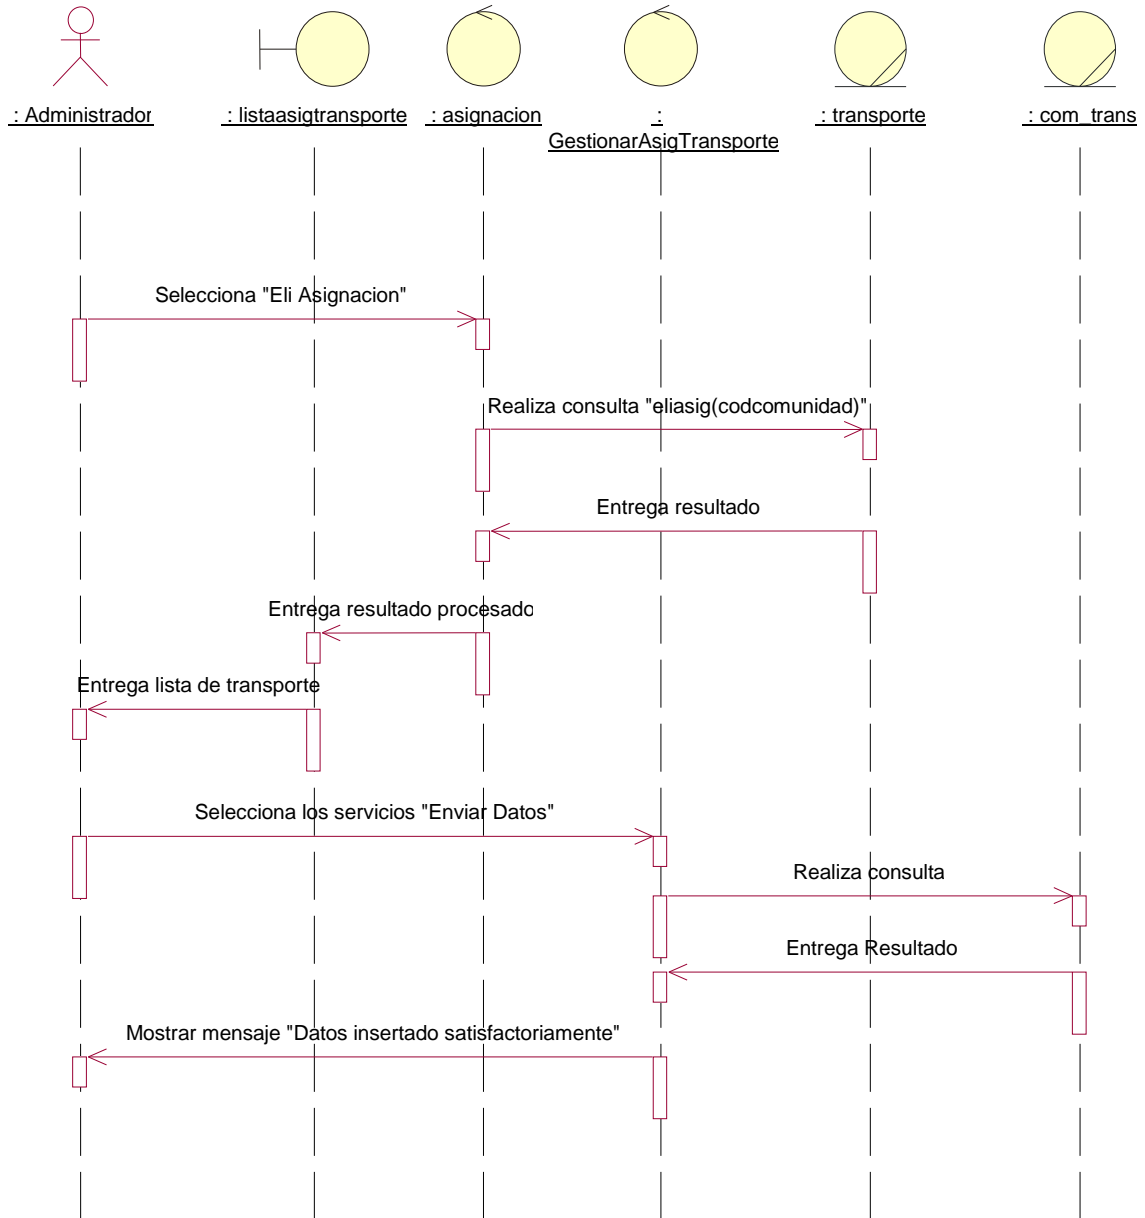 : Administrador
: listaasigtransporte
: asignacion
:
GestionarAsigTransporte
: transporte
: com_trans
Selecciona "Eli Asignacion"
Realiza consulta "eliasig(codcomunidad)"
Entrega resultado
Entrega resultado procesado
Entrega lista de transporte
Selecciona los servicios "Enviar Datos"
Realiza consulta
Entrega Resultado
Mostrar mensaje "Datos insertado satisfactoriamente"